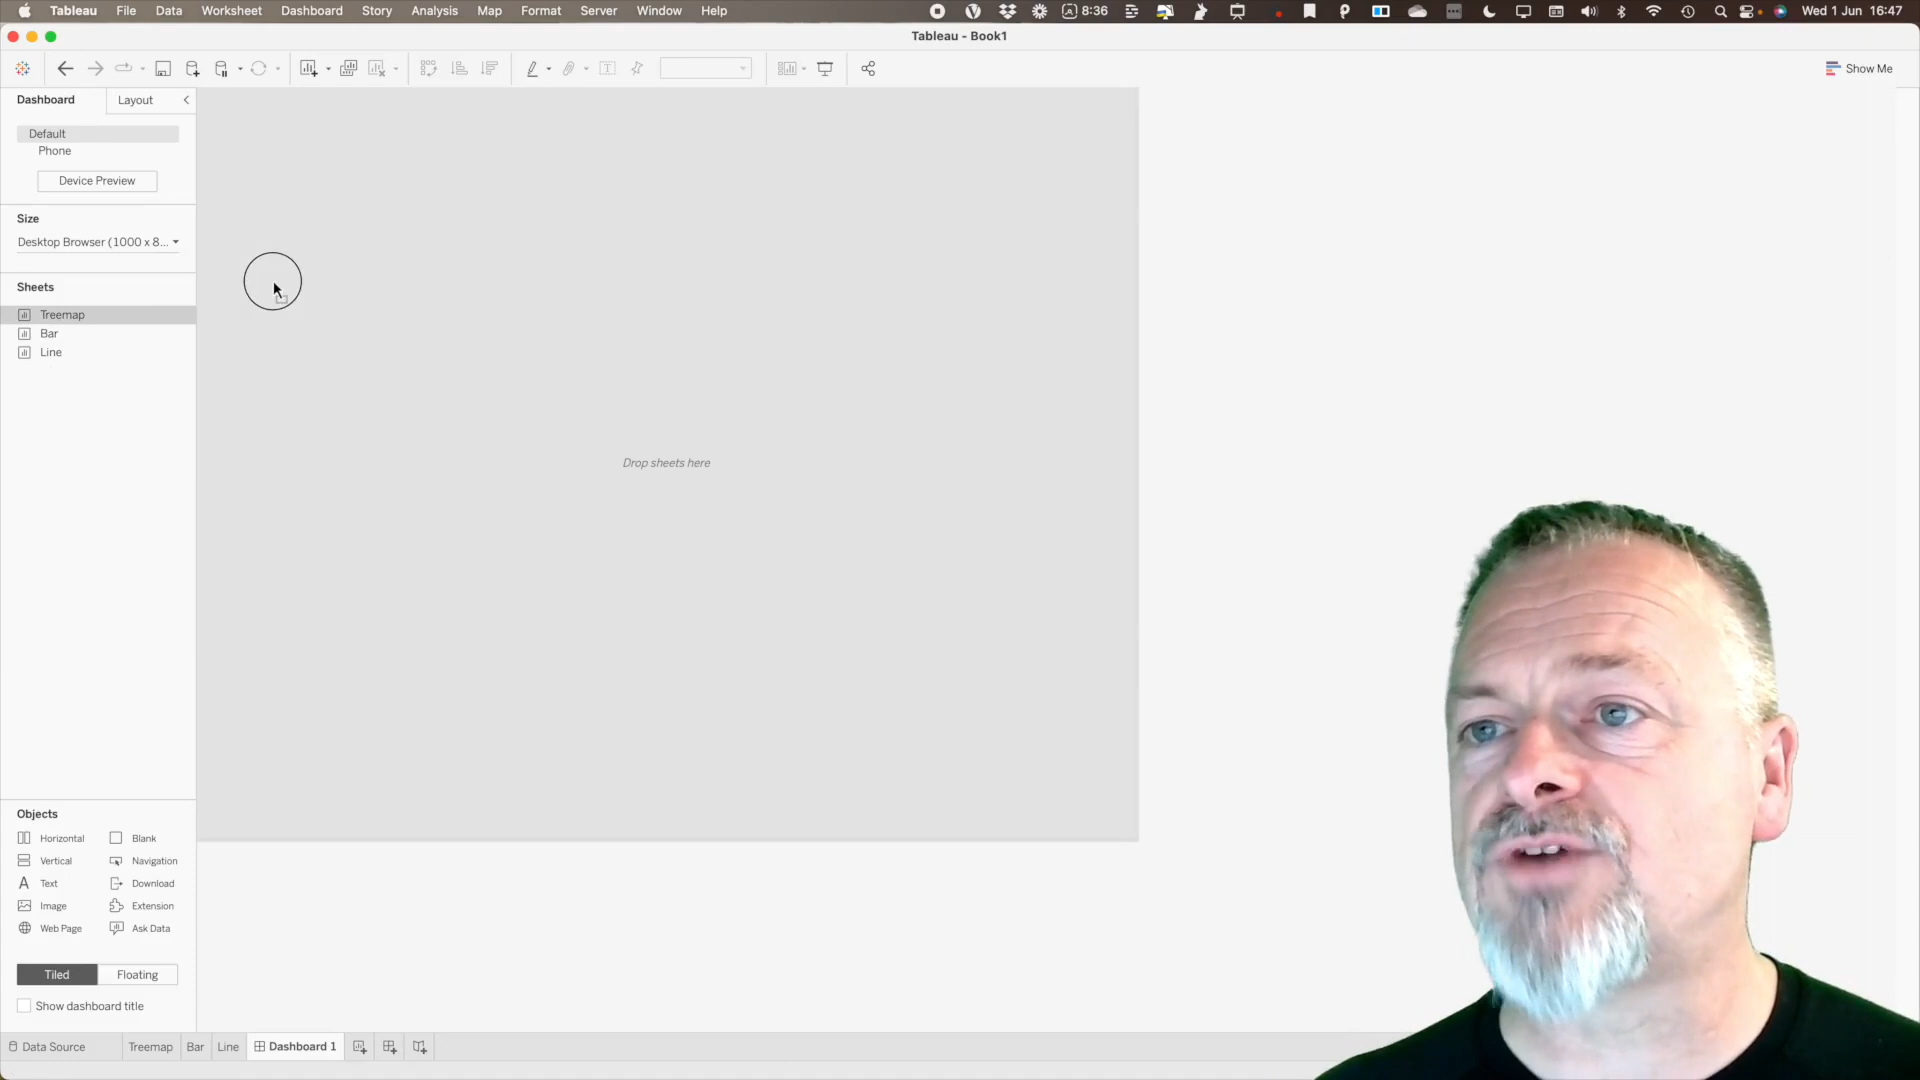 Tableau File Data Worksheet Dashboard Story Analysis Map Format Server Window Help 8:36 Wed 1 Jun 16:47
Tableau - Book1
Show Me
Dashboard Layout
Default
Phone
Device Preview
Size
Desktop Browser (1000 x 8...
Sheets
Treemap
Bar
Line
Drop sheets here
Objects
Horizontal Blank
Vertical Navigation
Text Download
Image Extension
Web Page Ask Data
Tiled Floating
Show dashboard title
Data Source Treemap Bar Line Dashboard 1